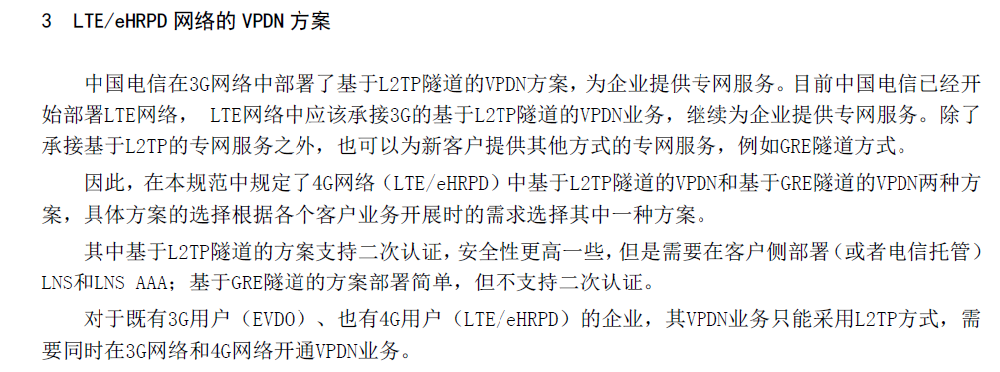 3 LTE/eHRPD 网络的 VPDN 方案
中国电信在3G网络中部署了基于L2TP隧道的VPDN方案，为企业提供专网服务。目前中国电信已经开
始部署LTE网络， LTE网络中应该承接3G的基于L2TP隧道的VPDN业务，继续为企业提供专网服务。除了
承接基于L2TP的专网服务之外，也可以为新客户提供其他方式的专网服务，例如GRE隧道方式。
因此，在本规范中规定了4G网络（LTE/eHRPD）中基于L2TP隧道的VPDN和基于GRE隧道的VPDN两种方
案，具体方案的选择根据各个客户业务开展时的需求选择其中一种方案。
其中基于L2TP隧道的方案支持二次认证，安全性更高一些，但是需要在客户侧部署（或者电信托管）
LNS和LNS AAA；基于GRE隧道的方案部署简单，但不支持二次认证。
对于既有3G用户（EVDO）、也有4G用户（LTE/eHRPD）的企业，其VPDN业务只能采用L2TP方式，需
要同时在3G网络和4G网络开通VPDN业务。